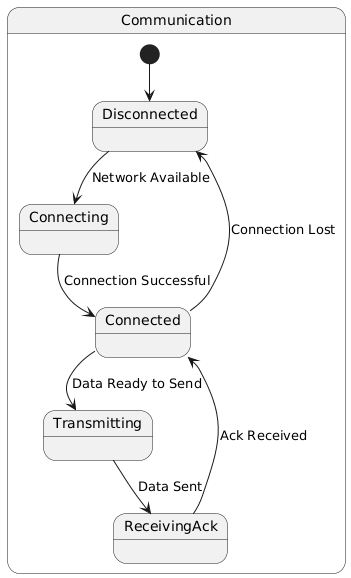 Communication
Disconnected
Network Available
Connecting
Connection Lost
Connection Successful
Connected
Data Ready to Send
Transmitting
Ack Received
Data Sent
ReceivingAck